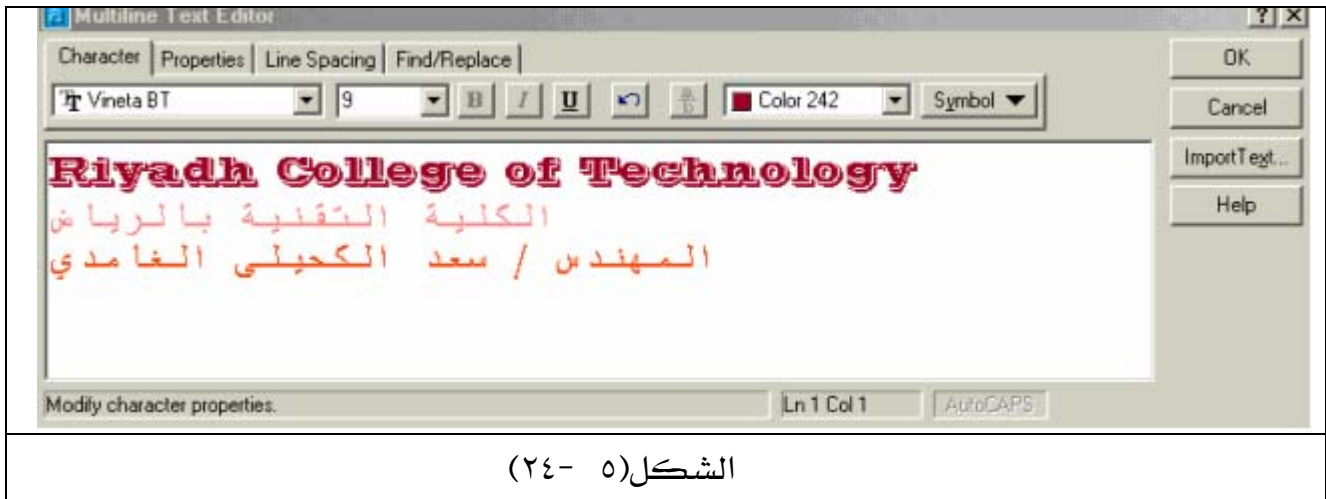 Multiline Text Editor
Character Properties Line Spacing Find/Replace
Vineta BT 9 B I U Color 242 Symbol
OK
Cancel
ImportText...
Help
Riyadh College of Technology
الكلية التقنية بالرياض
المهندس / سعد الكحيلي الغامدي
Modify character properties. Ln 1 Col 1 AutoCAPS
الشكل(٥ -٢٤)